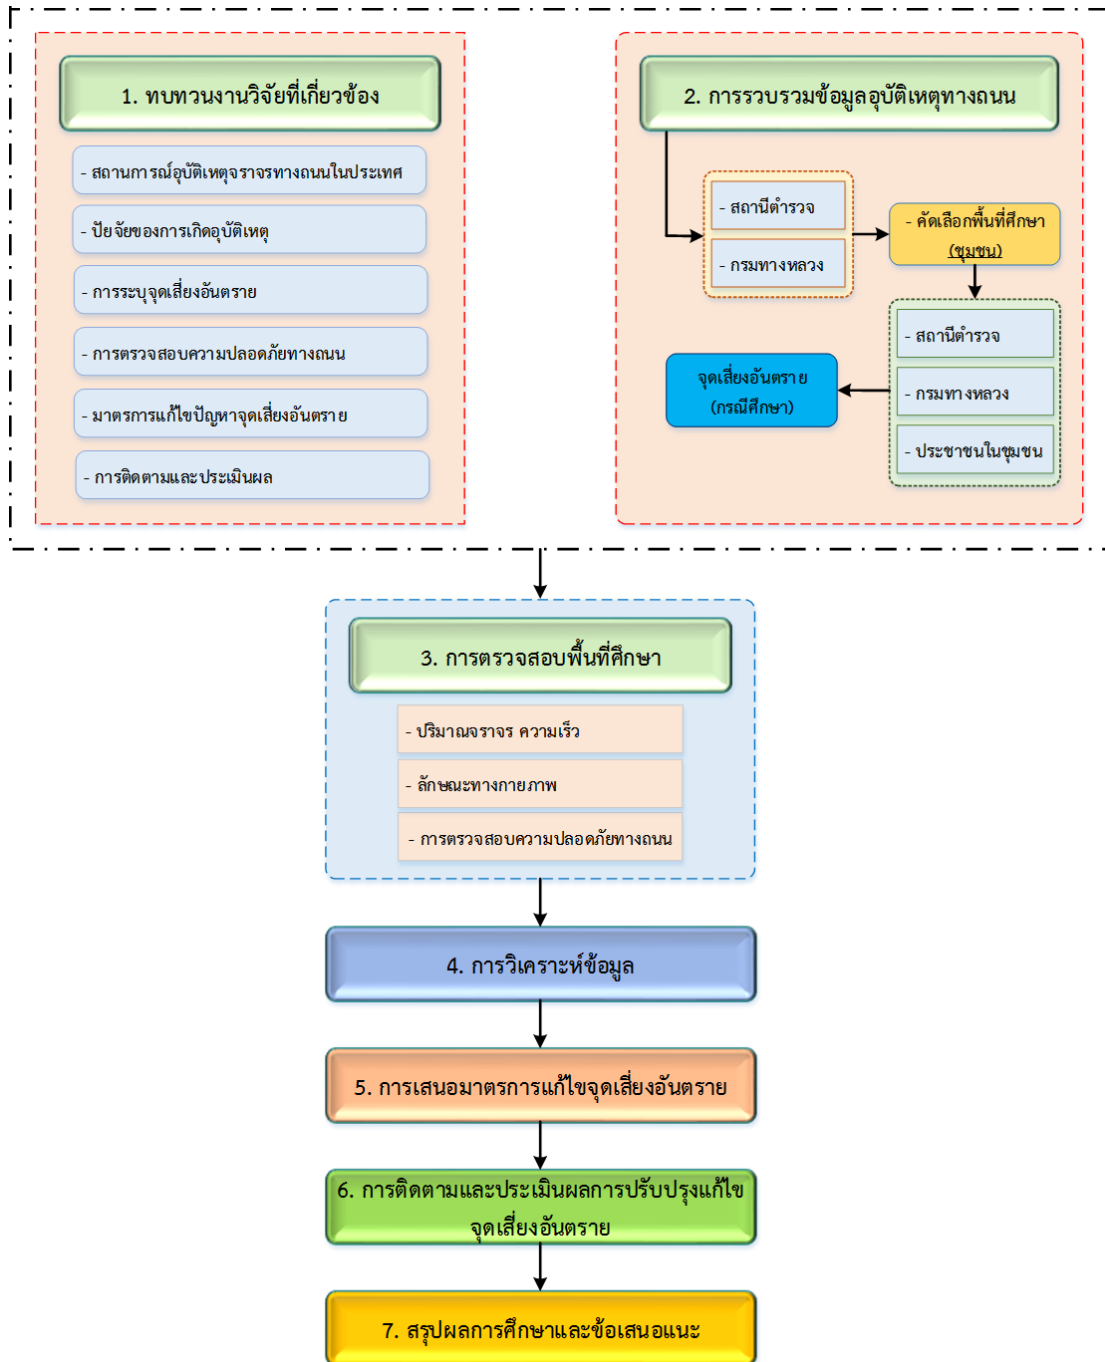 1. ทบทวนงานวิจัยที่เกี่ยวข้อง
- สถานการณ์อุบัติเหตุจราจรทางถนนในประเทศ
- ปัยจัยของการเกิดอุบัติเหตุ
- การระบุจุดเสี่ยงอันตราย
- การตรวจสอบความปลอดภัยทางถนน
- มาตรการแก้ไขปัญหาจุดเสี่ยงอันตราย
- การติดตามและประเมินผล
2. การรวบรวมข้อมูลอุบัติเหตุทางถนน
- สถานีตำรวจ
- กรมทางหลวง
- คัดเลือกพื้นที่ศึกษา
(ชุมชน)
- สถานีตำรวจ
- กรมทางหลวง
- ประชาชนในชุมชน
จุดเสี่ยงอันตราย
(กรณีศึกษา)
3. การตรวจสอบพื้นที่ศึกษา
- ปริมาณจราจร ความเร็ว
- ลักษณะทางกายภาพ
- การตรวจสอบความปลอดภัยทางถนน
4. การวิเคราะห์ข้อมูล
5. การเสนอมาตรการแก้ไขจุดเสี่ยงอันตราย
6. การติดตามและประเมินผลการปรับปรุงแก้ไข
จุดเสี่ยงอันตราย
7. สรุปผลการศึกษาและข้อเสนอแนะ